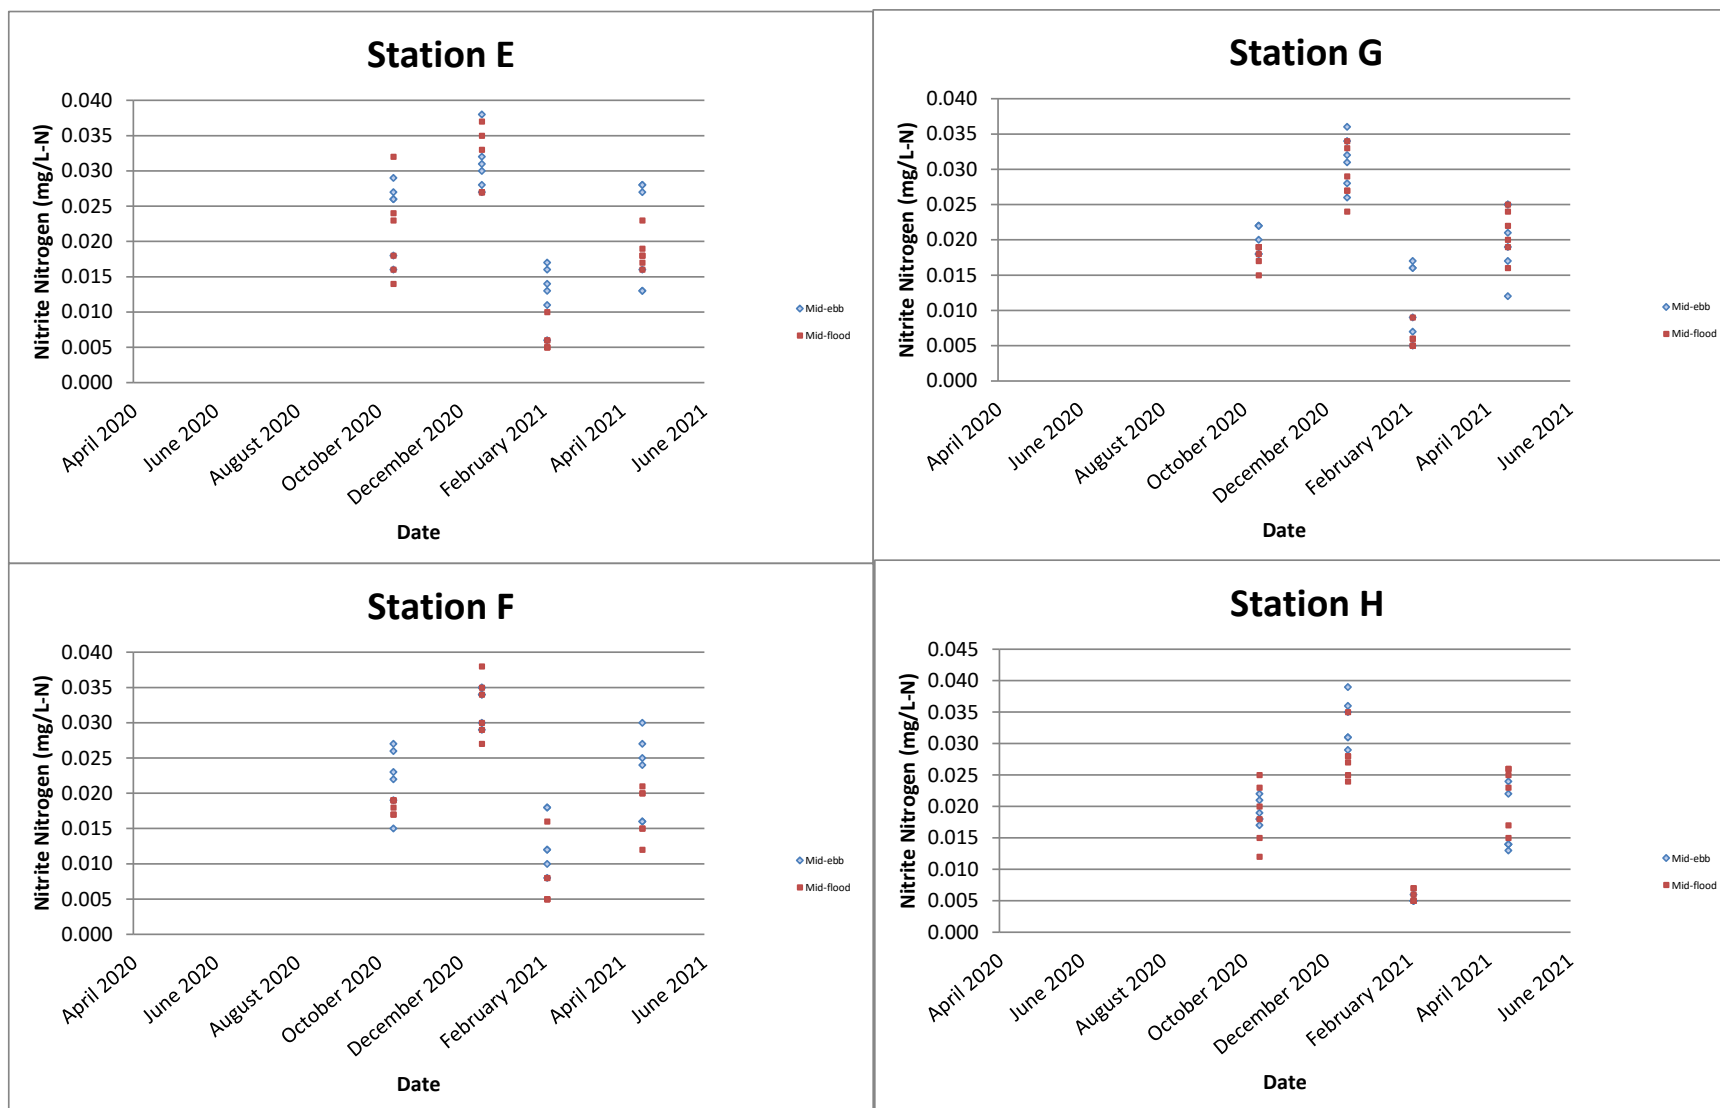 Station E
Nitrite Nitrogen (mg/L-N)
0.040
0.035
0.030
0.025
0.020
0.015
0.010
0.005
0.000
April 2020
June 2020
August 2020
October 2020
December 2020
February 2021
April 2021
June 2021
Date
Mid-ebb
Mid-flood
Station G
Nitrite Nitrogen (mg/L-N)
0.040
0.035
0.030
0.025
0.020
0.015
0.010
0.005
0.000
April 2020
June 2020
August 2020
October 2020
December 2020
February 2021
April 2021
June 2021
Date
Mid-ebb
Mid-flood
Station F
Nitrite Nitrogen (mg/L-N)
0.040
0.035
0.030
0.025
0.020
0.015
0.010
0.005
0.000
April 2020
June 2020
August 2020
October 2020
December 2020
February 2021
April 2021
June 2021
Date
Mid-ebb
Mid-flood
Station H
Nitrite Nitrogen (mg/L-N)
0.045
0.040
0.035
0.030
0.025
0.020
0.015
0.010
0.005
0.000
April 2020
June 2020
August 2020
October 2020
December 2020
February 2021
April 2021
June 2021
Date
Mid-ebb
Mid-flood